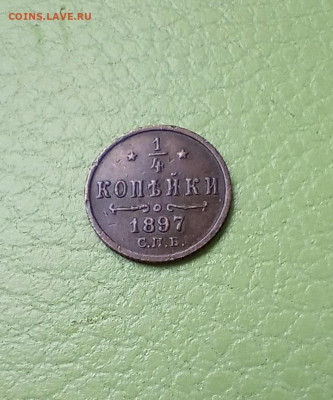 COINS.LAVE.RU
1/4
КОПѢЙКИ
1897
С.П.Б.